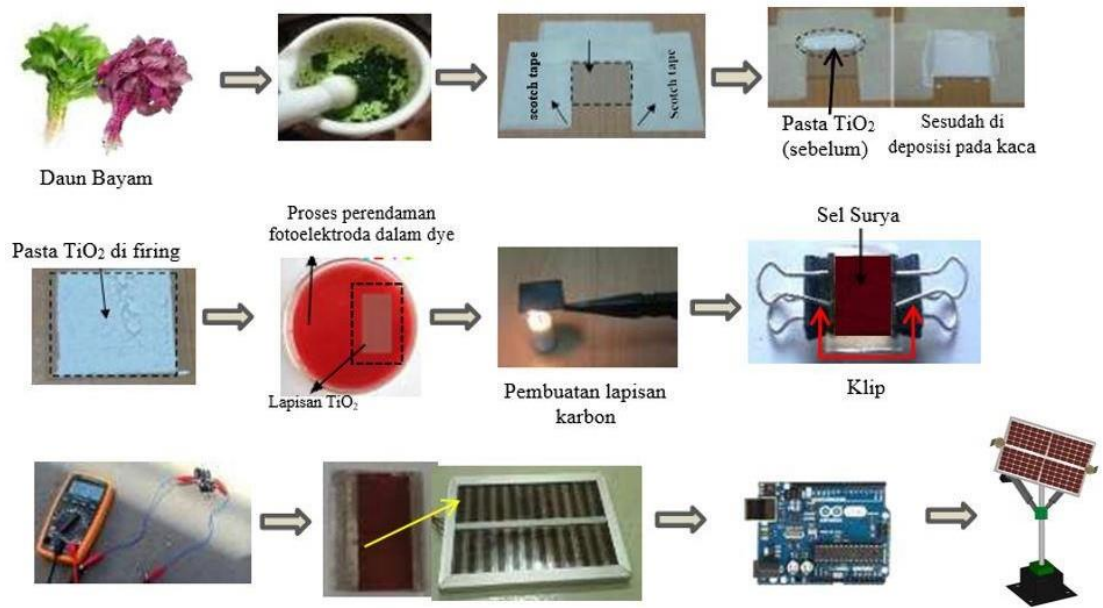 scotch tape
Scotch tape
Daun Bayam
Pasta TiO₂
(sebelum)
Sesudah di
deposisi pada kaca
Pasta TiO₂ di firing
Proses perendaman
fotoelektroda dalam dye
Lapisan TiO₂
Pembuatan lapisan
karbon
Sel Surya
Klip